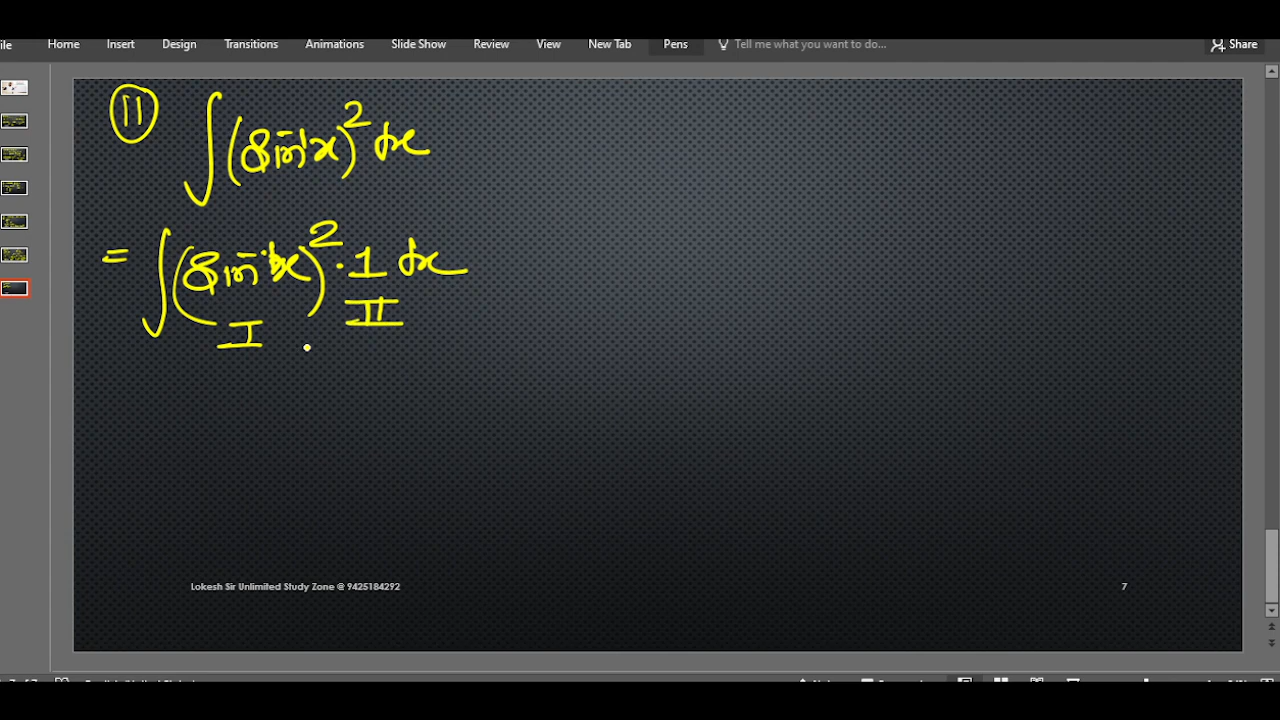 File Home Insert Design Transitions Animations Slide Show Review View New Tab Pens Tell me what you want to do... Share
11 ∫(Sin⁻¹x)² dx
= ∫(Sin⁻¹x)² · 1 dx
I II
Lokesh Sir Unlimited Study Zone @ 9425184292 7